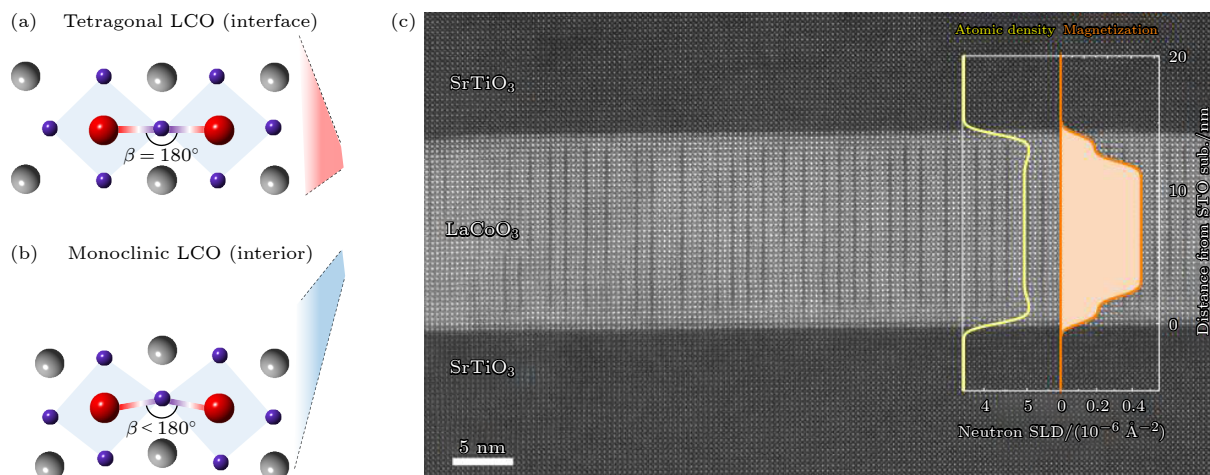 (a) Tetragonal LCO (interface)
β = 180°
(b) Monoclinic LCO (interior)
β < 180°
(c)
SrTiO₃
LaCoO₃
SrTiO₃
5 nm
Atomic density Magnetization
20
10
0
Distance from STO sub./nm
4 5 0 0.2 0.4
Neutron SLD/(10⁻⁶ Å⁻²)